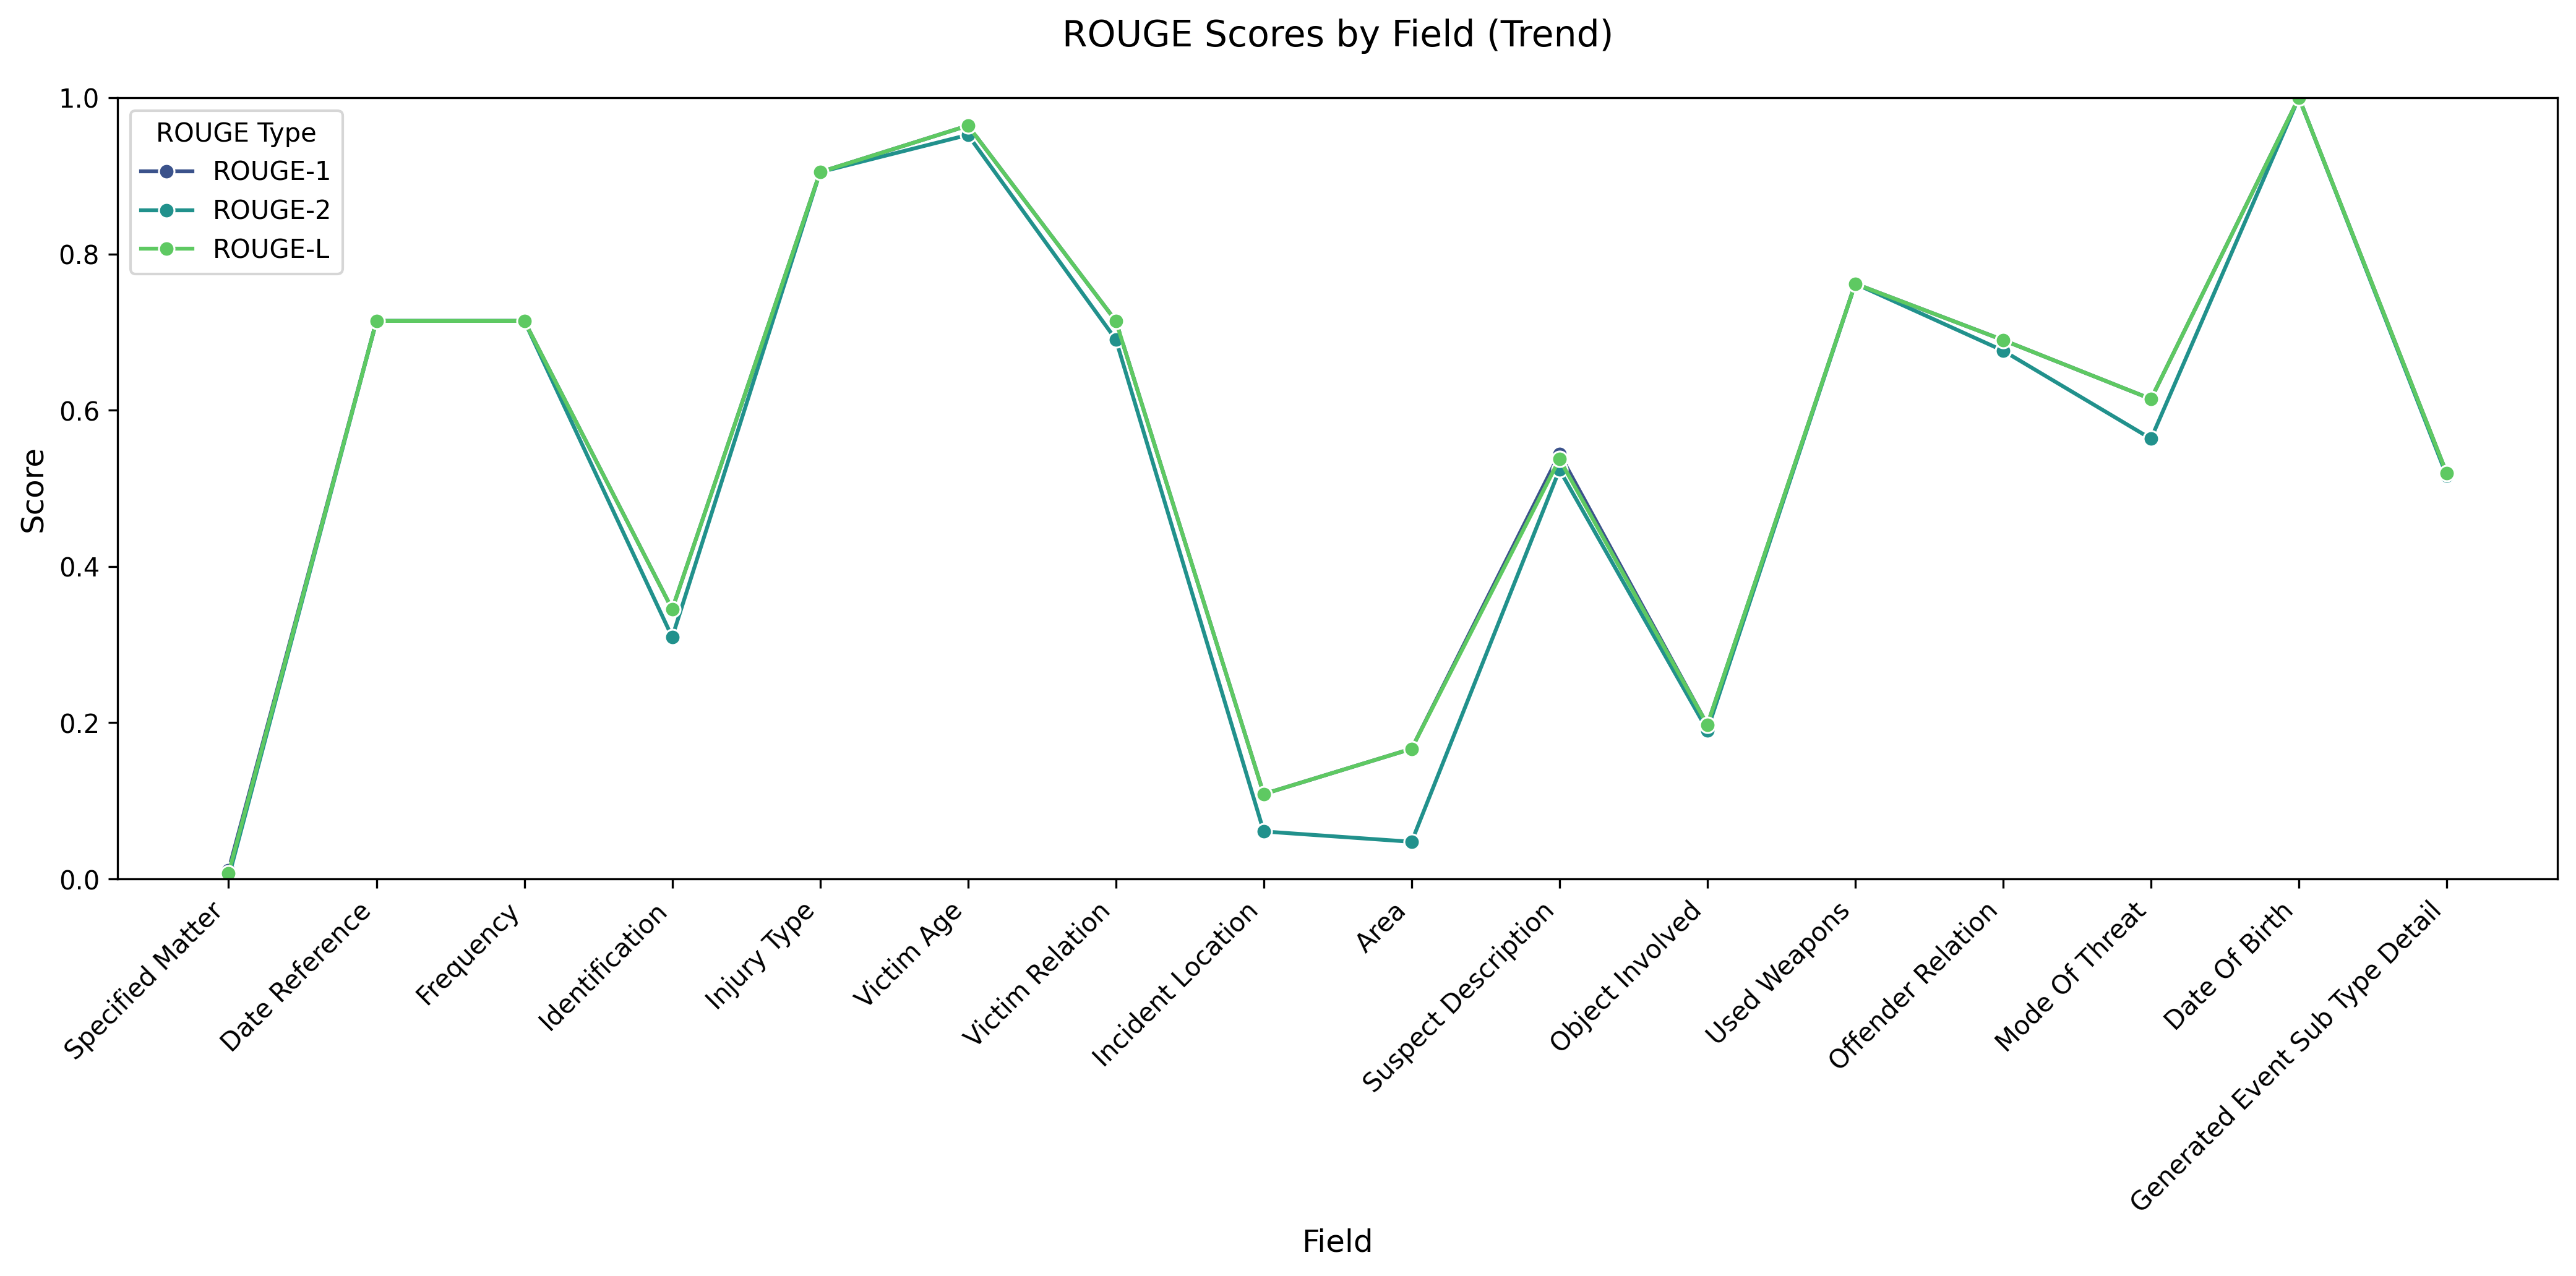 ROUGE Scores by Field (Trend)
1.0
0.8
0.6
0.4
0.2
0.0
Score
ROUGE Type
ROUGE-1
ROUGE-2
ROUGE-L
Specified Matter
Date Reference
Frequency
Identification
Injury Type
Victim Age
Victim Relation
Incident Location
Area
Suspect Description
Object Involved
Used Weapons
Offender Relation
Mode Of Threat
Date Of Birth
Generated Event Sub Type Detail
Field